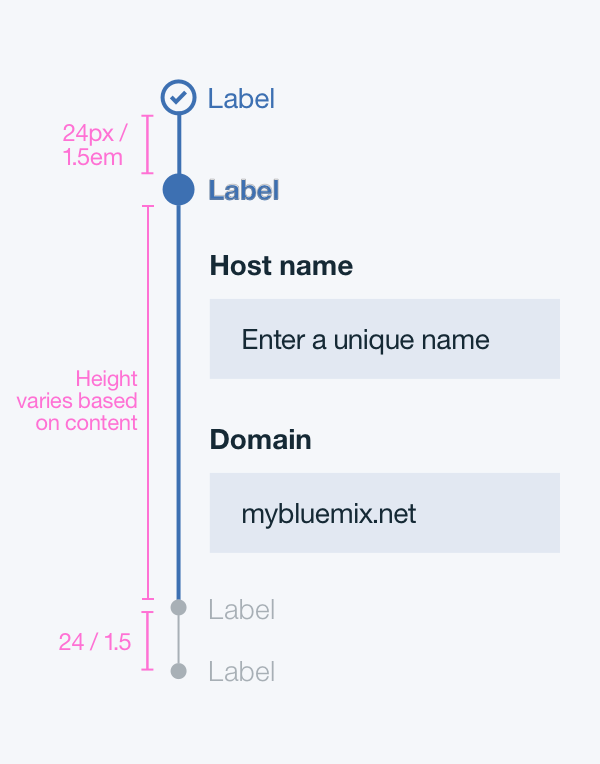 Label
24px /
1.5em
Label
Host name
Enter a unique name
Height
varies based
on content
Domain
mybluemix.net
Label
24 / 1.5
Label